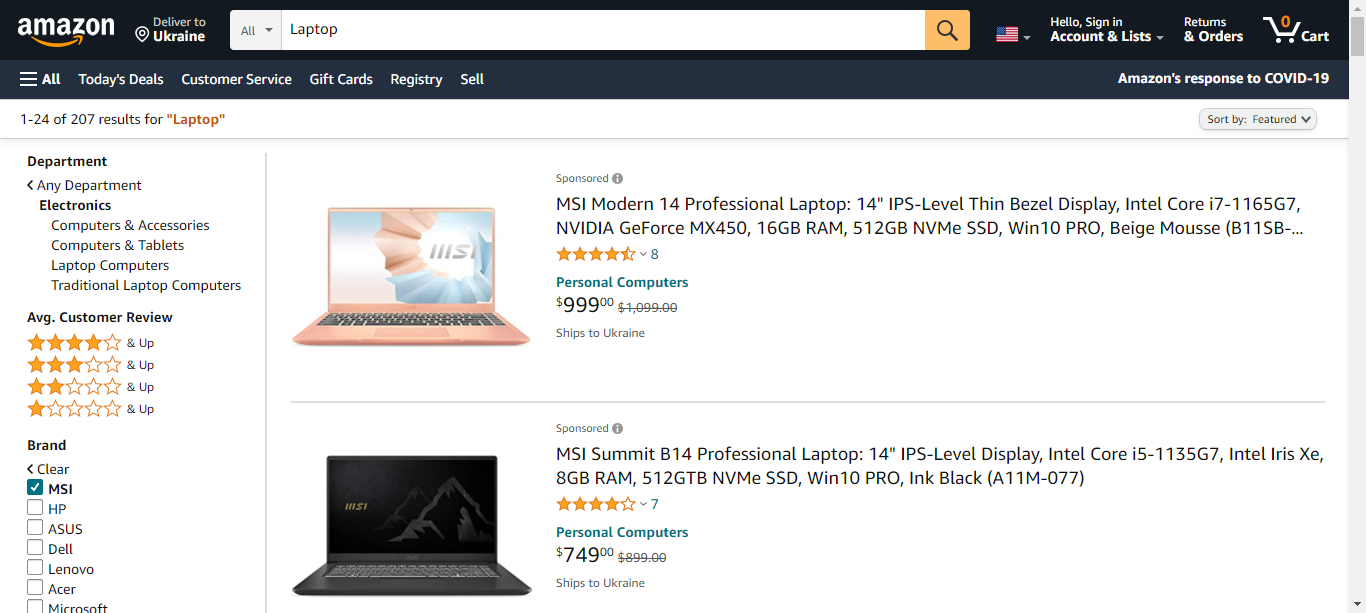 amazon
Deliver to
Ukraine
All
Laptop
Hello, Sign in
Account & Lists
Returns
& Orders
0
Cart
All
Today's Deals
Customer Service
Gift Cards
Registry
Sell
Amazon's response to COVID-19
1-24 of 207 results for "Laptop"
Sort by: Featured
Department
Any Department
Electronics
Computers & Accessories
Computers & Tablets
Laptop Computers
Traditional Laptop Computers
Avg. Customer Review
& Up
& Up
& Up
& Up
Brand
Clear
MSI
HP
ASUS
Dell
Lenovo
Acer
Microsoft
Sponsored
MSI
MSI Modern 14 Professional Laptop: 14" IPS-Level Thin Bezel Display, Intel Core i7-1165G7,
NVIDIA GeForce MX450, 16GB RAM, 512GB NVMe SSD, Win10 PRO, Beige Mousse (B11SB-...
8
Personal Computers
$99900 $1,099.00
Ships to Ukraine
Sponsored
MSI
MSI Summit B14 Professional Laptop: 14" IPS-Level Display, Intel Core i5-1135G7, Intel Iris Xe,
8GB RAM, 512GTB NVMe SSD, Win10 PRO, Ink Black (A11M-077)
7
Personal Computers
$74900 $899.00
Ships to Ukraine